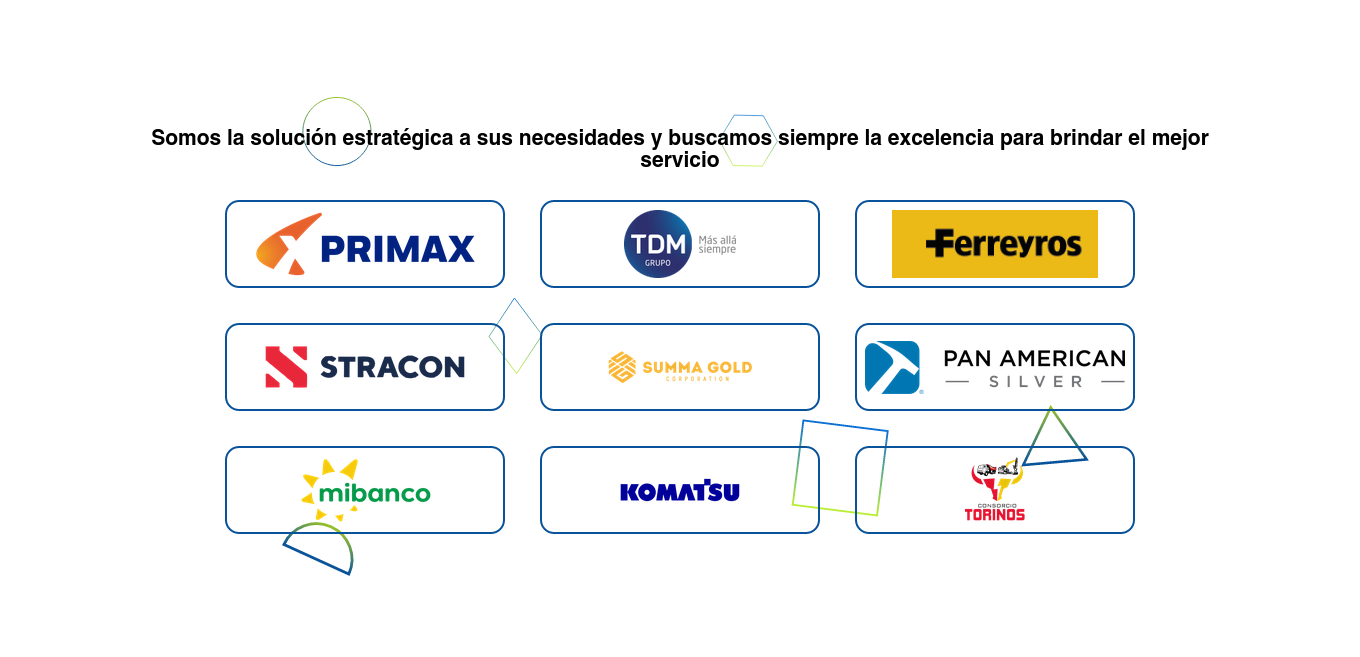 Somos la solución estratégica a sus necesidades y buscamos siempre la excelencia para brindar el mejor
servicio
PRIMAX
TDM
GRUPO
Más allá
siempre
Ferreyros
STRACON
SUMMA GOLD
CORPORATION
PAN AMERICAN
SILVER
®
mibanco
KOMATSU
CONSORCIO
TORINOS